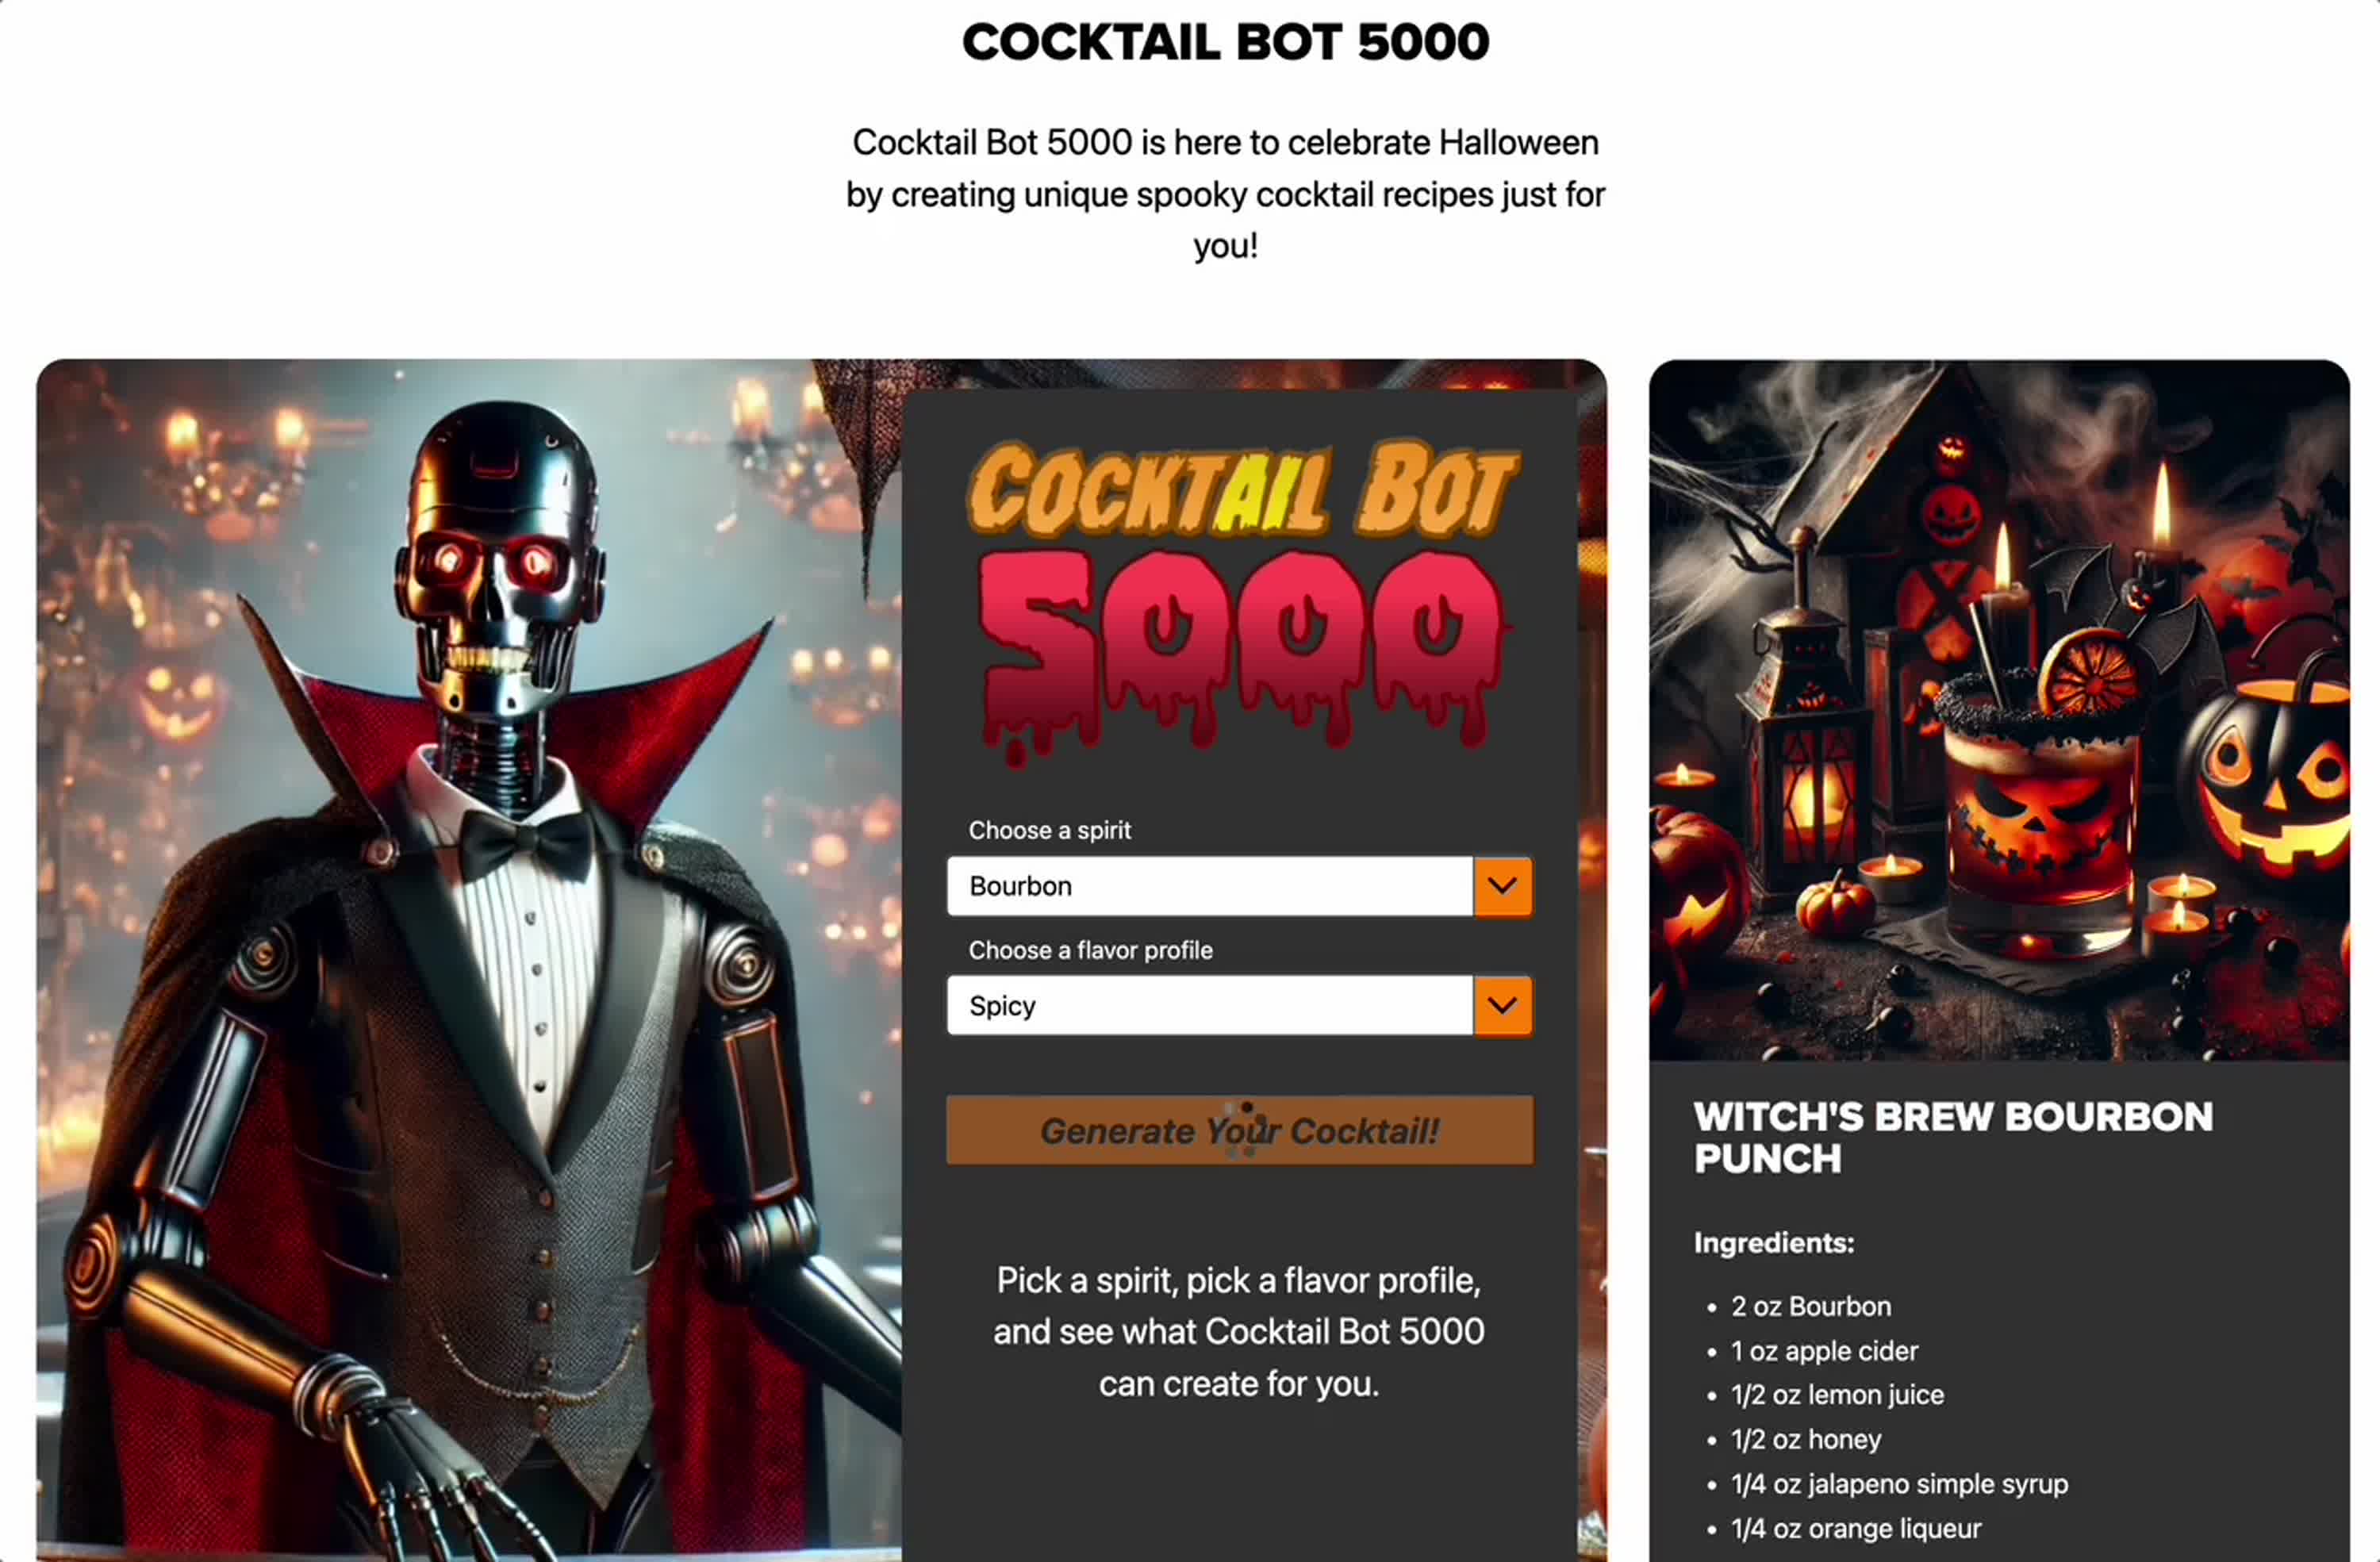 COCKTAIL BOT 5000
Cocktail Bot 5000 is here to celebrate Halloween
by creating unique spooky cocktail recipes just for
you!
COCKTAIL BOT
5000
Choose a spirit
Bourbon
Choose a flavor profile
Spicy
Generate Your Cocktail!
Pick a spirit, pick a flavor profile,
and see what Cocktail Bot 5000
can create for you.
WITCH'S BREW BOURBON
PUNCH
Ingredients:
• 2 oz Bourbon
• 1 oz apple cider
• 1/2 oz lemon juice
• 1/2 oz honey
• 1/4 oz jalapeno simple syrup
• 1/4 oz orange liqueur